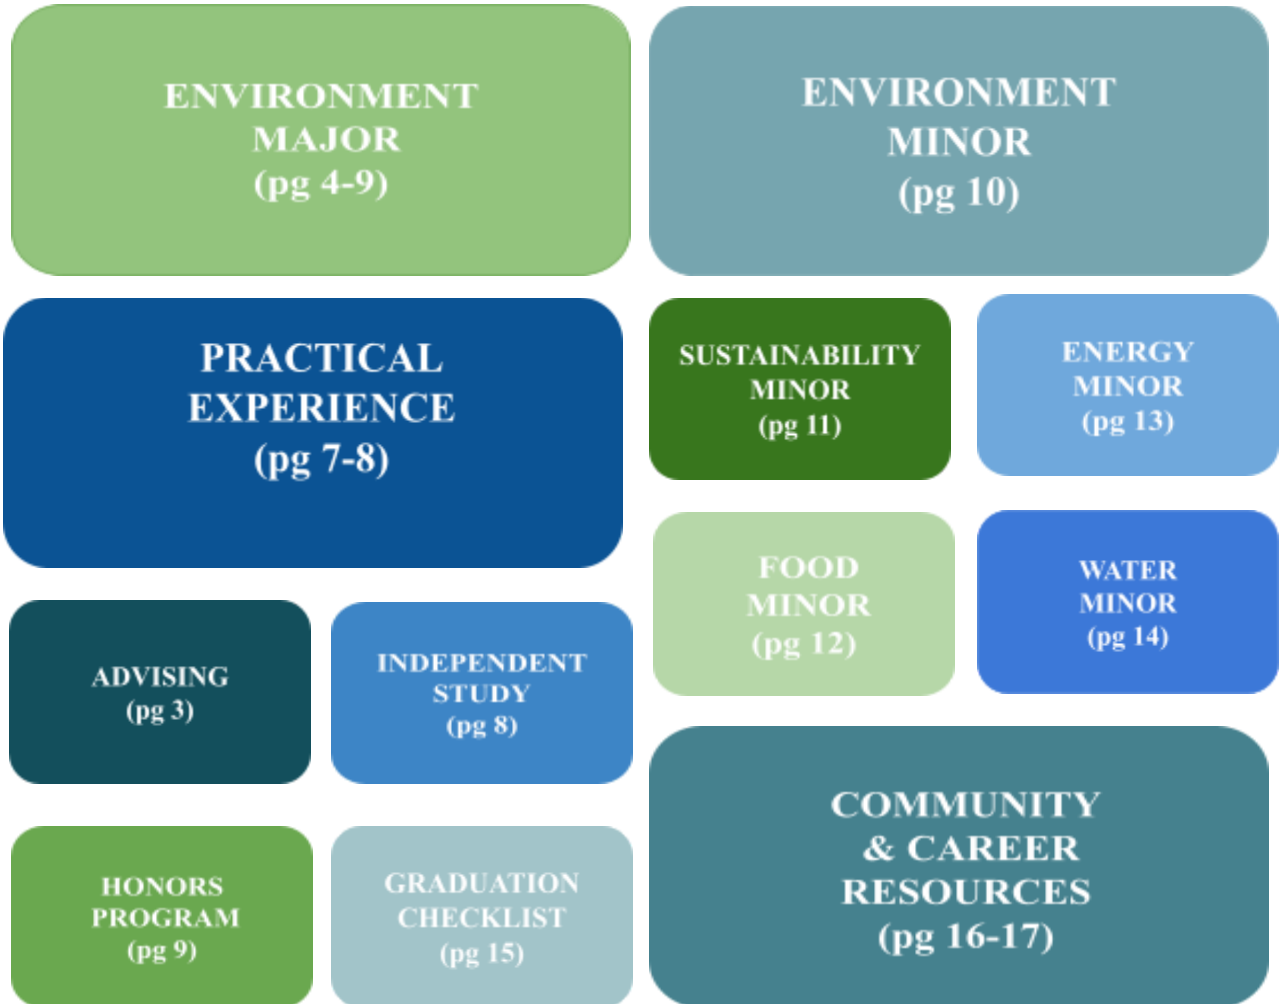 ENVIRONMENT
MAJOR
(pg 4-9)
ENVIRONMENT
MINOR
(pg 10)
PRACTICAL
EXPERIENCE
(pg 7-8)
SUSTAINABILITY
MINOR
(pg 11)
ENERGY
MINOR
(pg 13)
FOOD
MINOR
(pg 12)
WATER
MINOR
(pg 14)
ADVISING
(pg 3)
INDEPENDENT
STUDY
(pg 8)
COMMUNITY
& CAREER
RESOURCES
(pg 16-17)
HONORS
PROGRAM
(pg 9)
GRADUATION
CHECKLIST
(pg 15)